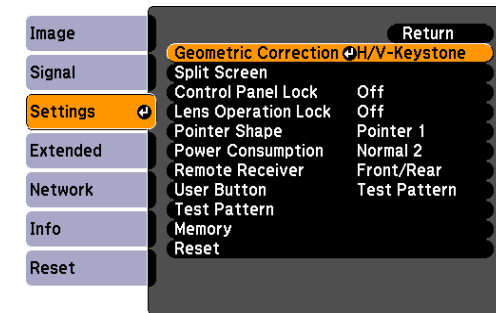 Image
Signal
Settings
Extended
Network
Info
Reset
Return
Geometric Correction H/V-Keystone
Split Screen
Control Panel Lock Off
Lens Operation Lock Off
Pointer Shape Pointer 1
Power Consumption Normal 2
Remote Receiver Front/Rear
User Button Test Pattern
Test Pattern
Memory
Reset